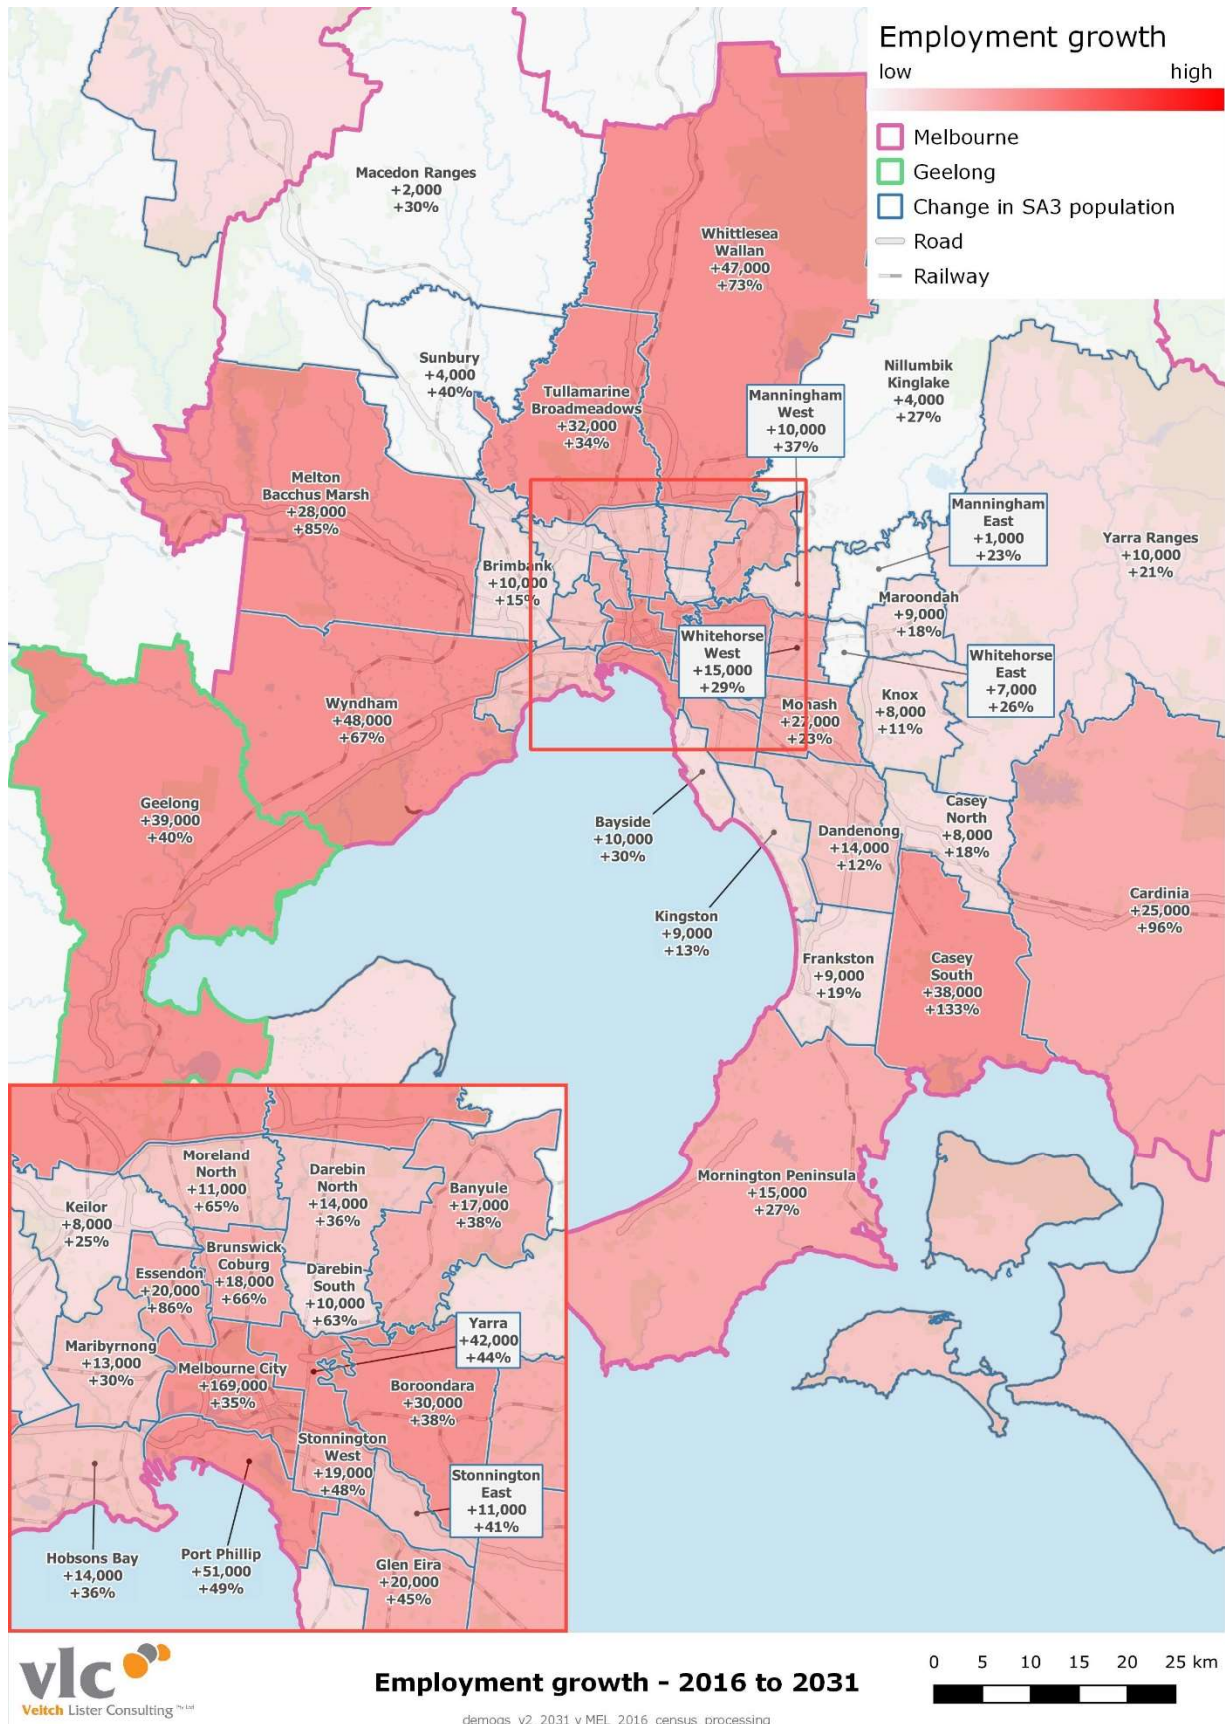 Employment growth
low high
Melbourne
Geelong
Change in SA3 population
Road
Railway
Macedon Ranges
+2,000
+30%
Whittlesea
Wallan
+47,000
+73%
Sunbury
+4,000
+40%
Tullamarine
Broadmeadows
+32,000
+34%
Nillumbik
Kinglake
+4,000
+27%
Manningham
West
+10,000
+37%
Melton
Bacchus Marsh
+28,000
+85%
Manningham
East
+1,000
+23%
Yarra Ranges
+10,000
+21%
Brimbank
+10,000
+15%
Maroondah
+9,000
+18%
Whitehorse
West
+15,000
+29%
Whitehorse
East
+7,000
+26%
Wyndham
+48,000
+67%
Monash
+27,000
+23%
Knox
+8,000
+11%
Geelong
+39,000
+40%
Bayside
+10,000
+30%
Dandenong
+14,000
+12%
Casey
North
+8,000
+18%
Cardinia
+25,000
+96%
Kingston
+9,000
+13%
Frankston
+9,000
+19%
Casey
South
+38,000
+133%
Mornington Peninsula
+15,000
+27%
Moreland
North
+11,000
+65%
Darebin
North
+14,000
+36%
Banyule
+17,000
+38%
Keilor
+8,000
+25%
Essendon
+20,000
+86%
Brunswick
Coburg
+18,000
+66%
Darebin
South
+10,000
+63%
Yarra
+42,000
+44%
Maribyrnong
+13,000
+30%
Melbourne City
+169,000
+35%
Boroondara
+30,000
+38%
Stonnington
West
+19,000
+48%
Stonnington
East
+11,000
+41%
Hobsons Bay
+14,000
+36%
Port Phillip
+51,000
+49%
Glen Eira
+20,000
+45%
vlc
Veitch Lister Consulting Pty Ltd
Employment growth - 2016 to 2031
demogs_v2_2031 v MEL_2016_census_processing
0 5 10 15 20 25 km